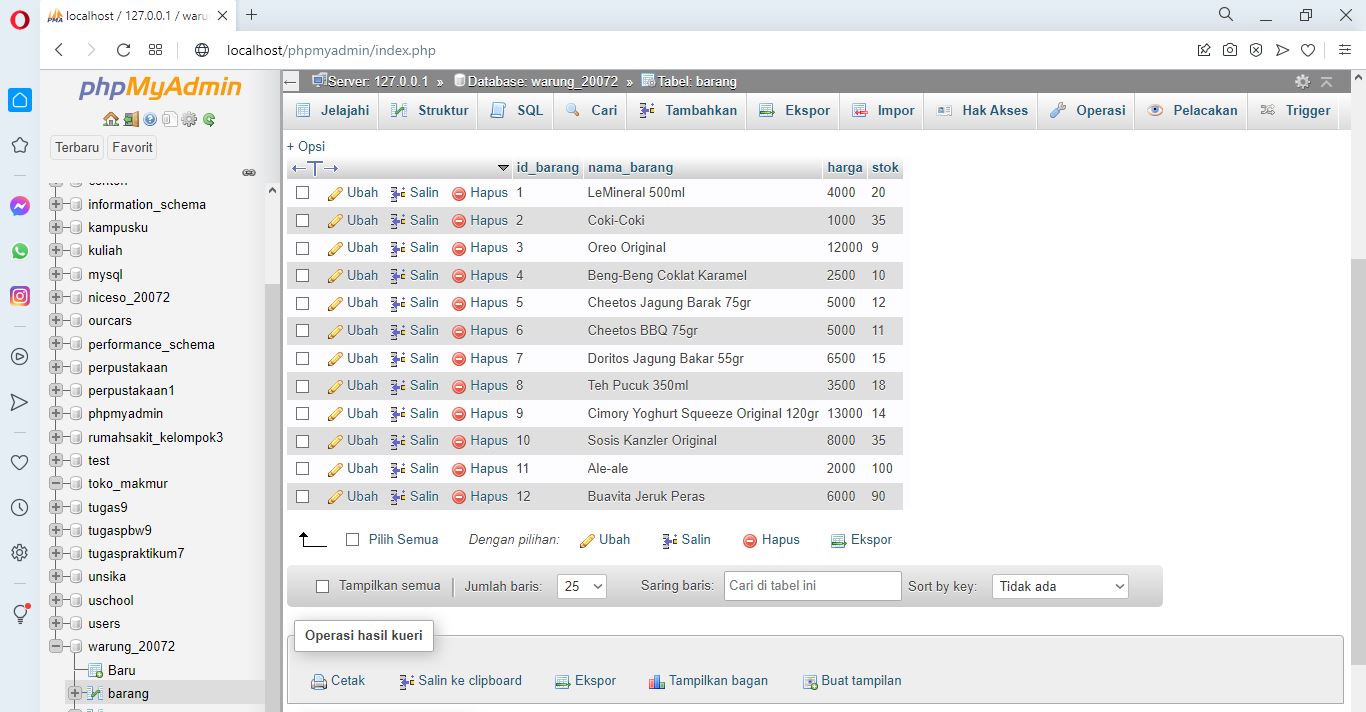 localhost / 127.0.0.1 / waru
localhost/phpmyadmin/index.php
phpMyAdmin
Terbaru Favorit
information_schema
kampusku
kuliah
mysql
niceso_20072
ourcars
performance_schema
perpustakaan
perpustakaan1
phpmyadmin
rumahsakit_kelompok3
test
toko_makmur
tugas9
tugaspbw9
tugaspraktikum7
unsika
uschool
users
warung_20072
Baru
barang
Server: 127.0.0.1 » Database: warung_20072 » Tabel: barang
Jelajahi Struktur SQL Cari Tambahkan Ekspor Impor Hak Akses Operasi Pelacakan Trigger
+ Opsi
id_barang nama_barang harga stok
Ubah Salin Hapus 1 LeMineral 500ml 4000 20
Ubah Salin Hapus 2 Coki-Coki 1000 35
Ubah Salin Hapus 3 Oreo Original 12000 9
Ubah Salin Hapus 4 Beng-Beng Coklat Karamel 2500 10
Ubah Salin Hapus 5 Cheetos Jagung Barak 75gr 5000 12
Ubah Salin Hapus 6 Cheetos BBQ 75gr 5000 11
Ubah Salin Hapus 7 Doritos Jagung Bakar 55gr 6500 15
Ubah Salin Hapus 8 Teh Pucuk 350ml 3500 18
Ubah Salin Hapus 9 Cimory Yoghurt Squeeze Original 120gr 13000 14
Ubah Salin Hapus 10 Sosis Kanzler Original 8000 35
Ubah Salin Hapus 11 Ale-ale 2000 100
Ubah Salin Hapus 12 Buavita Jeruk Peras 6000 90
Pilih Semua Dengan pilihan: Ubah Salin Hapus Ekspor
Tampilkan semua Jumlah baris: 25 Saring baris: Cari di tabel ini Sort by key: Tidak ada
Operasi hasil kueri
Cetak Salin ke clipboard Ekspor Tampilkan bagan Buat tampilan